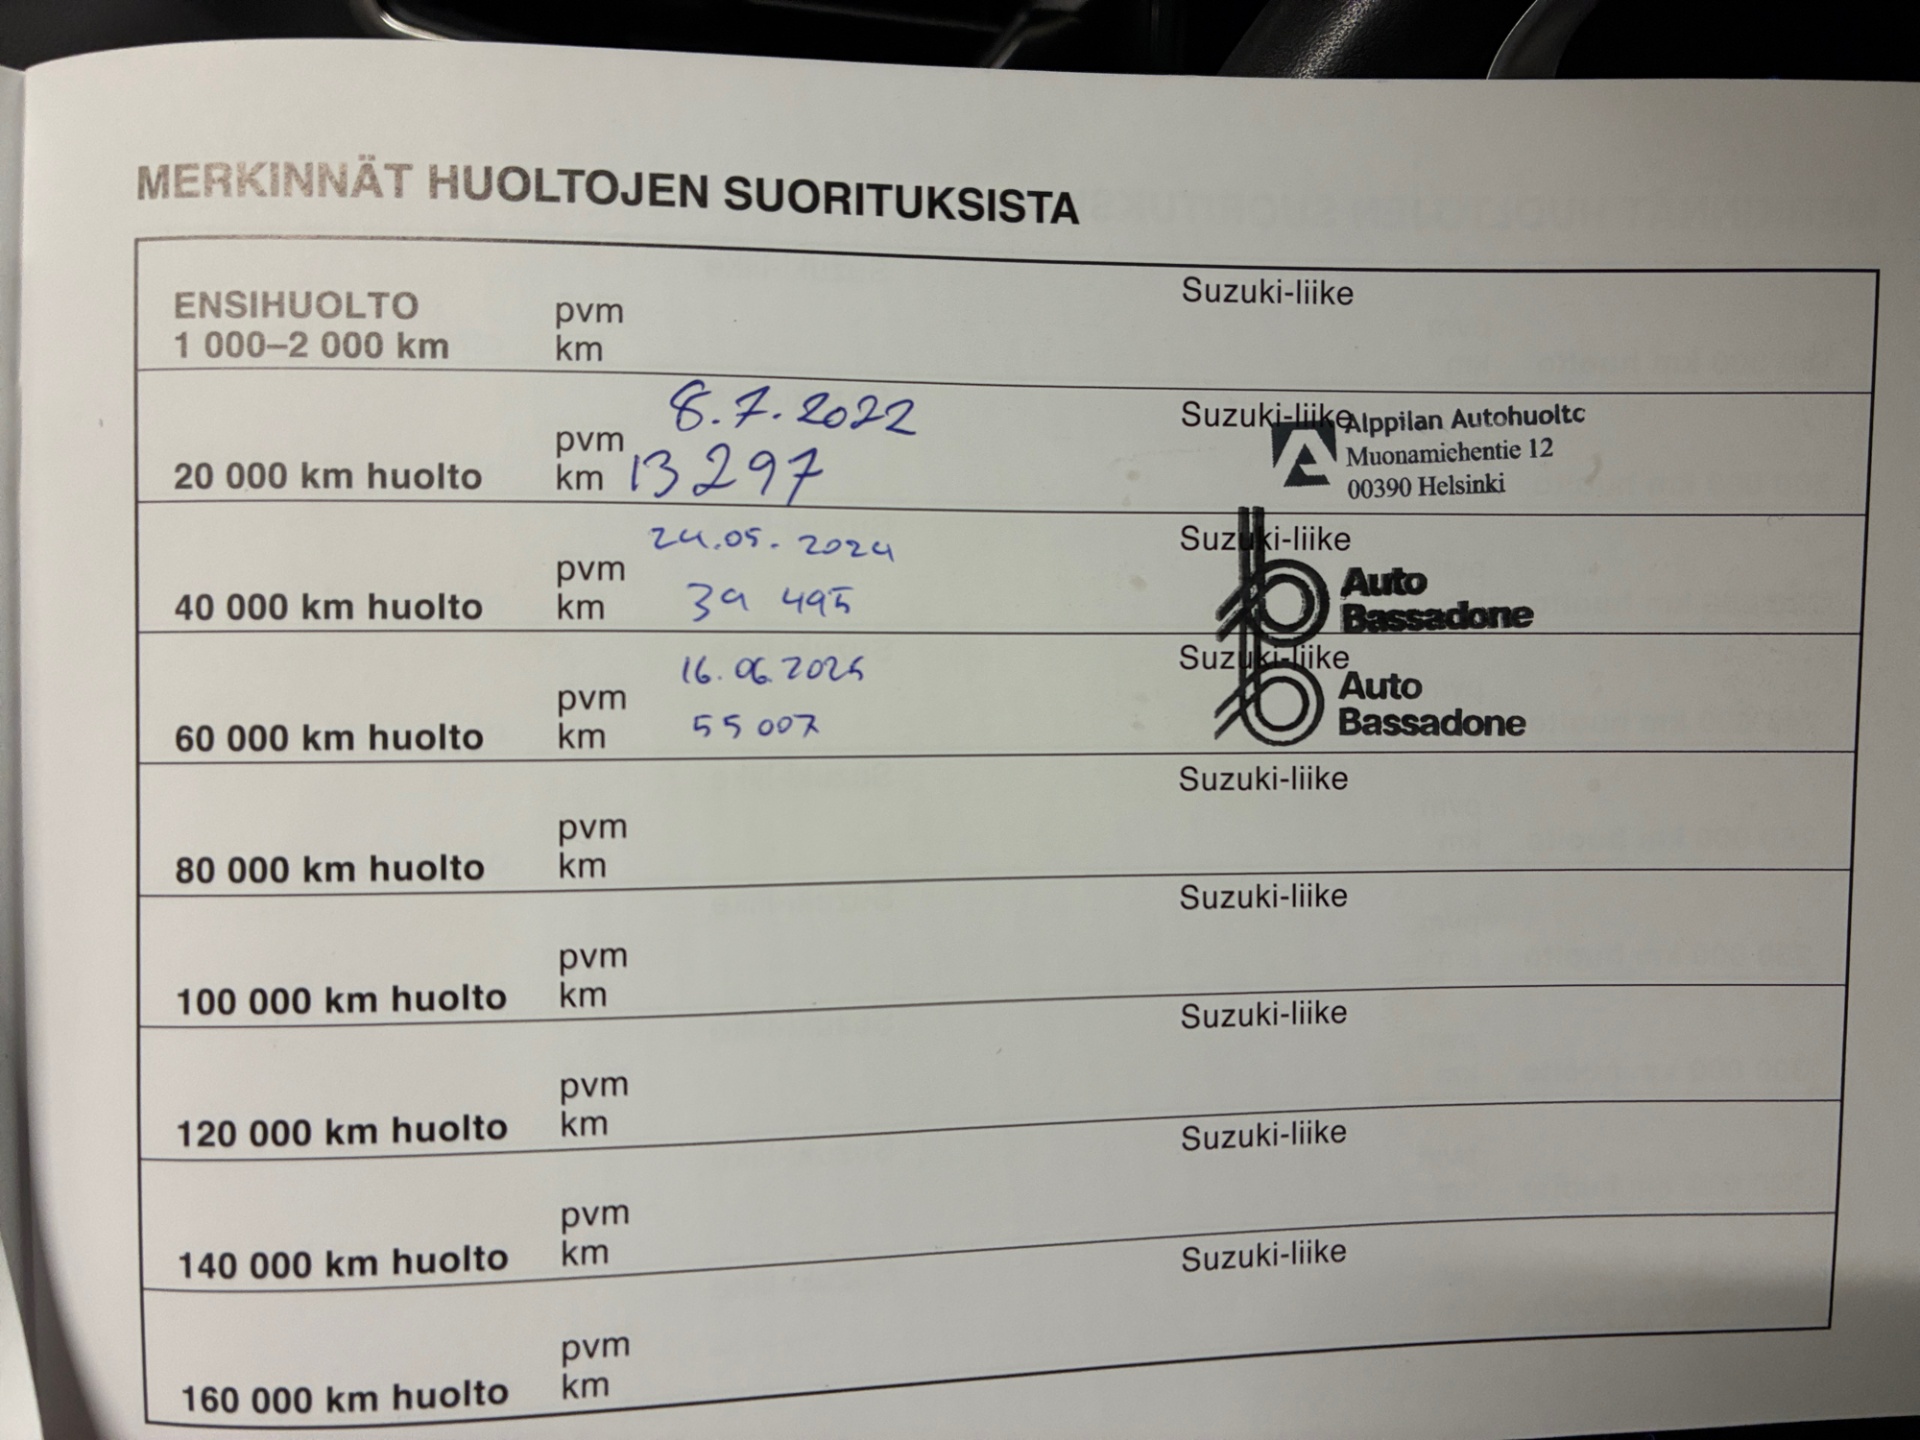 MERKINNÄT HUOLTOJEN SUORITUKSISTA
ENSIHUOLTO
1 000–2 000 km
pvm
km
Suzuki-liike
20 000 km huolto
pvm 8.7.2022
km 13297
Suzuki-liike
Alppilan Autohuolto
Muonamiehentie 12
00390 Helsinki
40 000 km huolto
pvm 24.05.2024
km 39 495
Suzuki-liike
Auto
Bassadone
60 000 km huolto
pvm 16.06.2025
km 55 007
Suzuki-liike
Auto
Bassadone
80 000 km huolto
pvm
km
Suzuki-liike
100 000 km huolto
pvm
km
Suzuki-liike
120 000 km huolto
pvm
km
Suzuki-liike
140 000 km huolto
pvm
km
Suzuki-liike
160 000 km huolto
pvm
km
Suzuki-liike